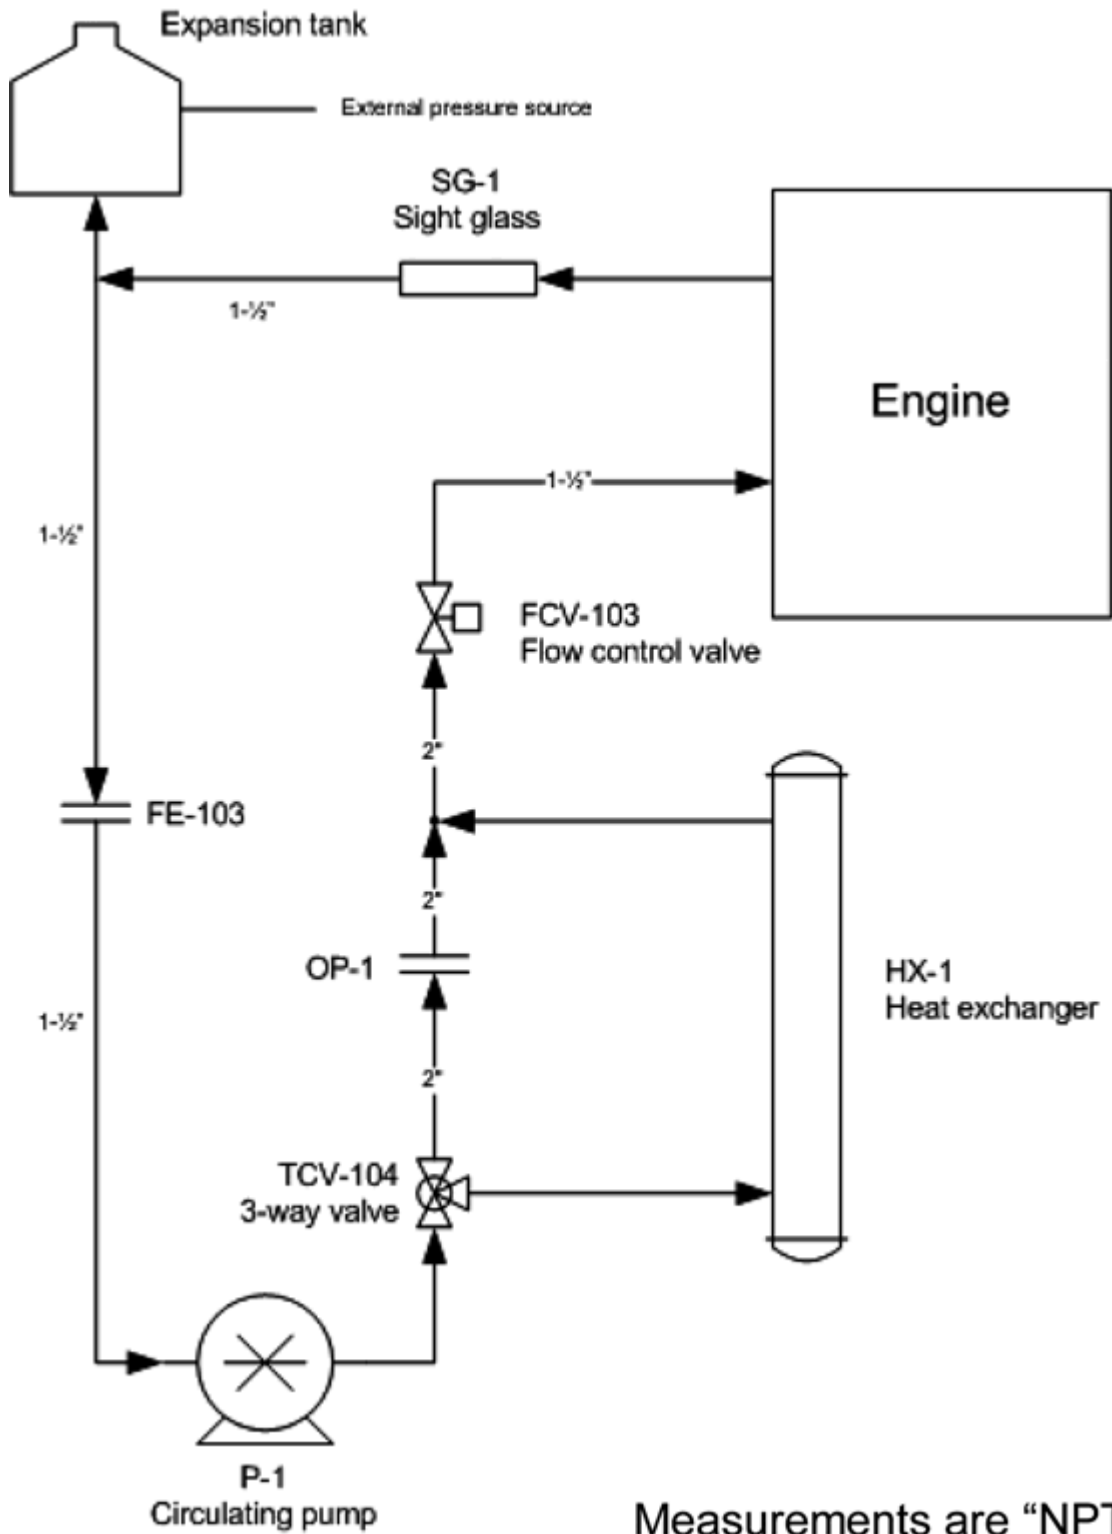 Expansion tank
External pressure source
SG-1
Sight glass
1-½"
Engine
1-½"
1-½"
FCV-103
Flow control valve
2"
FE-103
2"
OP-1
HX-1
Heat exchanger
1-½"
2"
TCV-104
3-way valve
P-1
Circulating pump
Measurements are “NPT